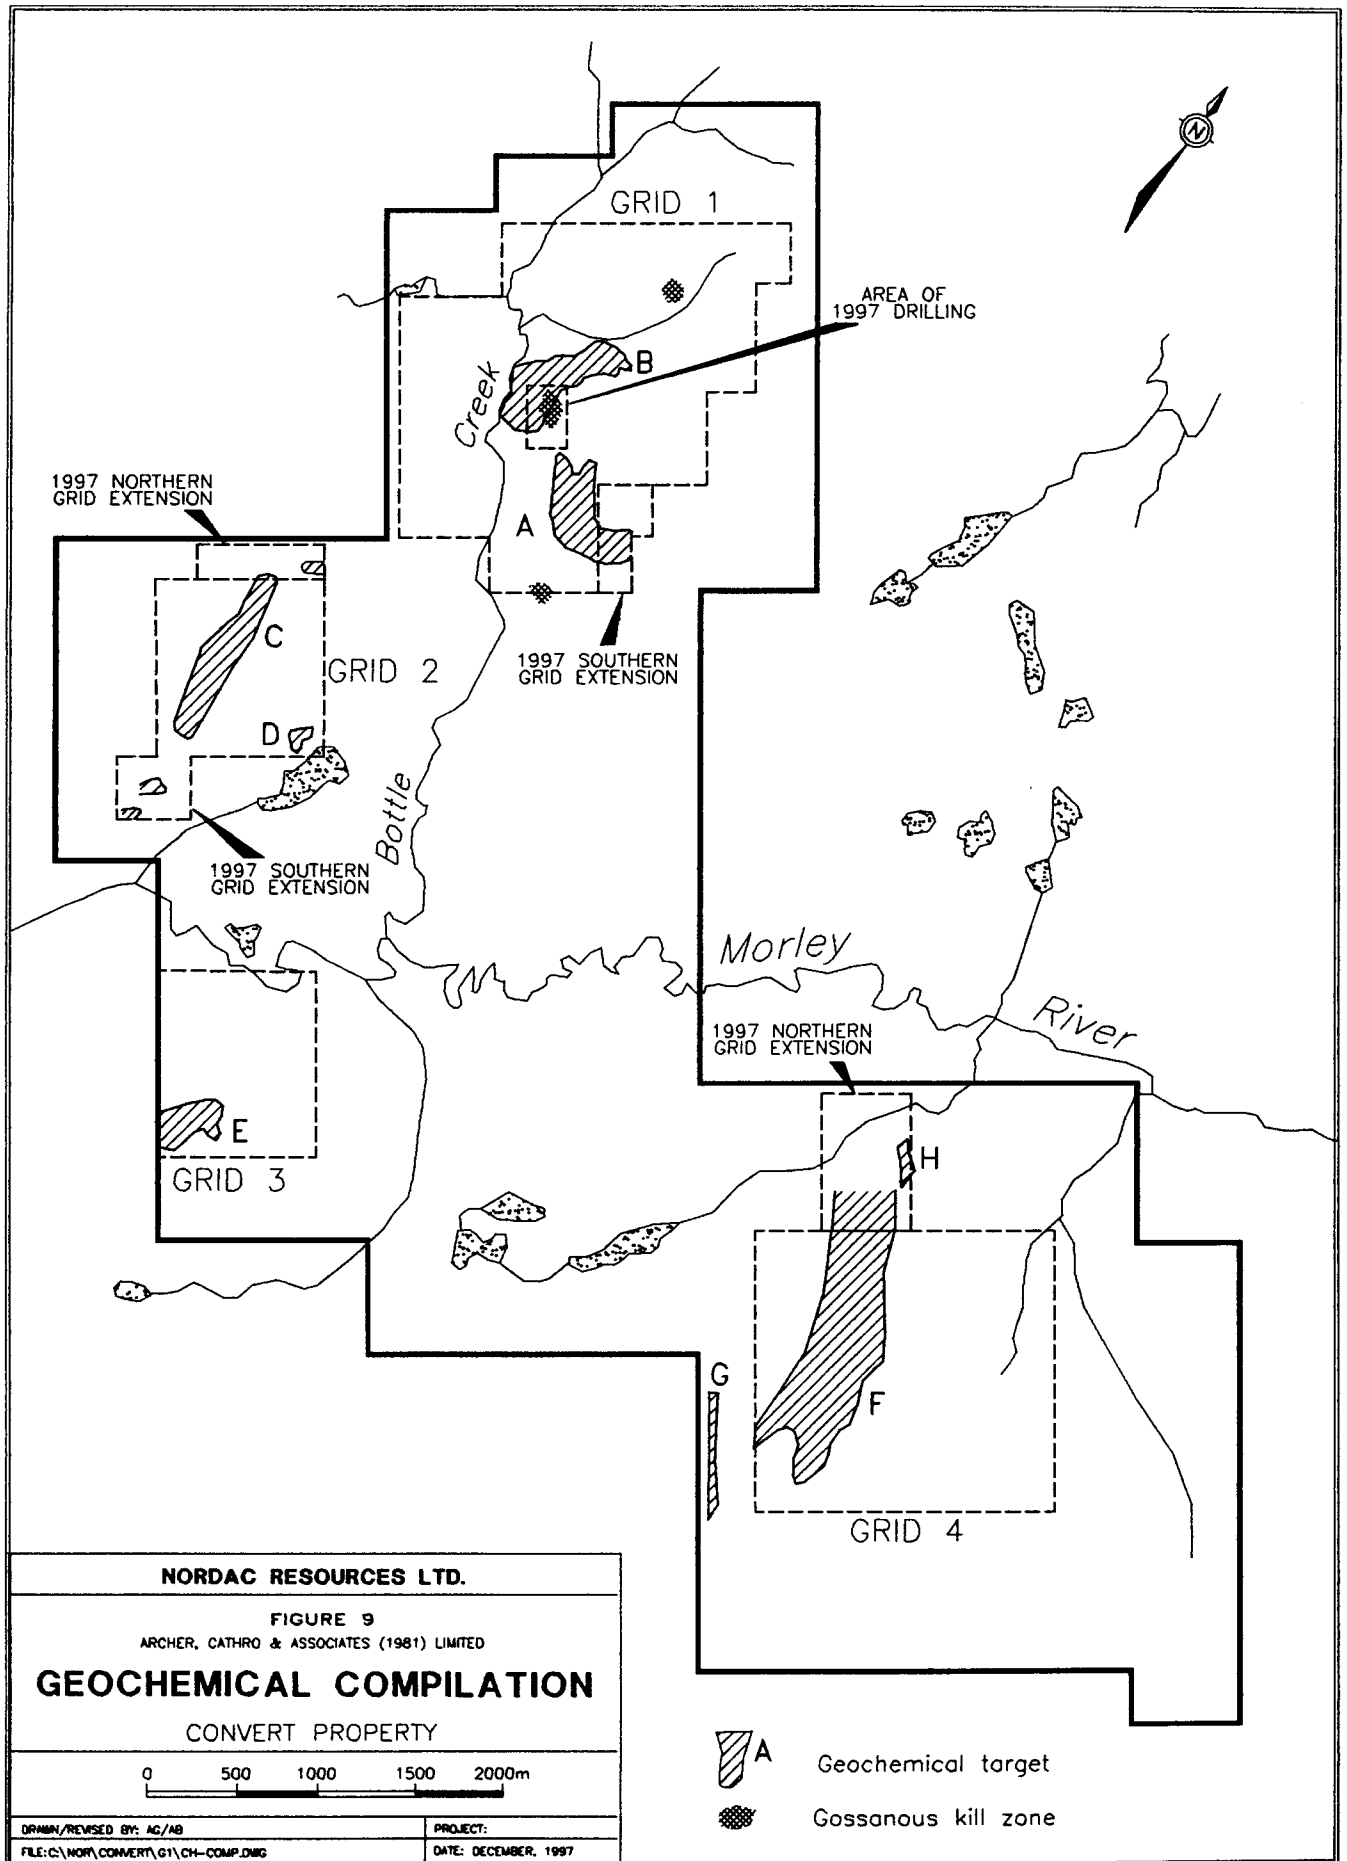 N
GRID 1
AREA OF
1997 DRILLING
B
Creek
1997 NORTHERN
GRID EXTENSION
A
C
GRID 2
1997 SOUTHERN
GRID EXTENSION
D
Bottle
1997 SOUTHERN
GRID EXTENSION
Morley
River
1997 NORTHERN
GRID EXTENSION
E
GRID 3
H
G
F
GRID 4
NORDAC RESOURCES LTD.
FIGURE 9
ARCHER, CATHRO & ASSOCIATES (1981) LIMITED
GEOCHEMICAL COMPILATION
CONVERT PROPERTY
0 500 1000 1500 2000m
DRAWN/REVISED BY: AG/AB
PROJECT:
FILE:C:\NOR\CONVERT\G1\CH-COMP.DWG
DATE: DECEMBER, 1997
A Geochemical target
Gossanous kill zone